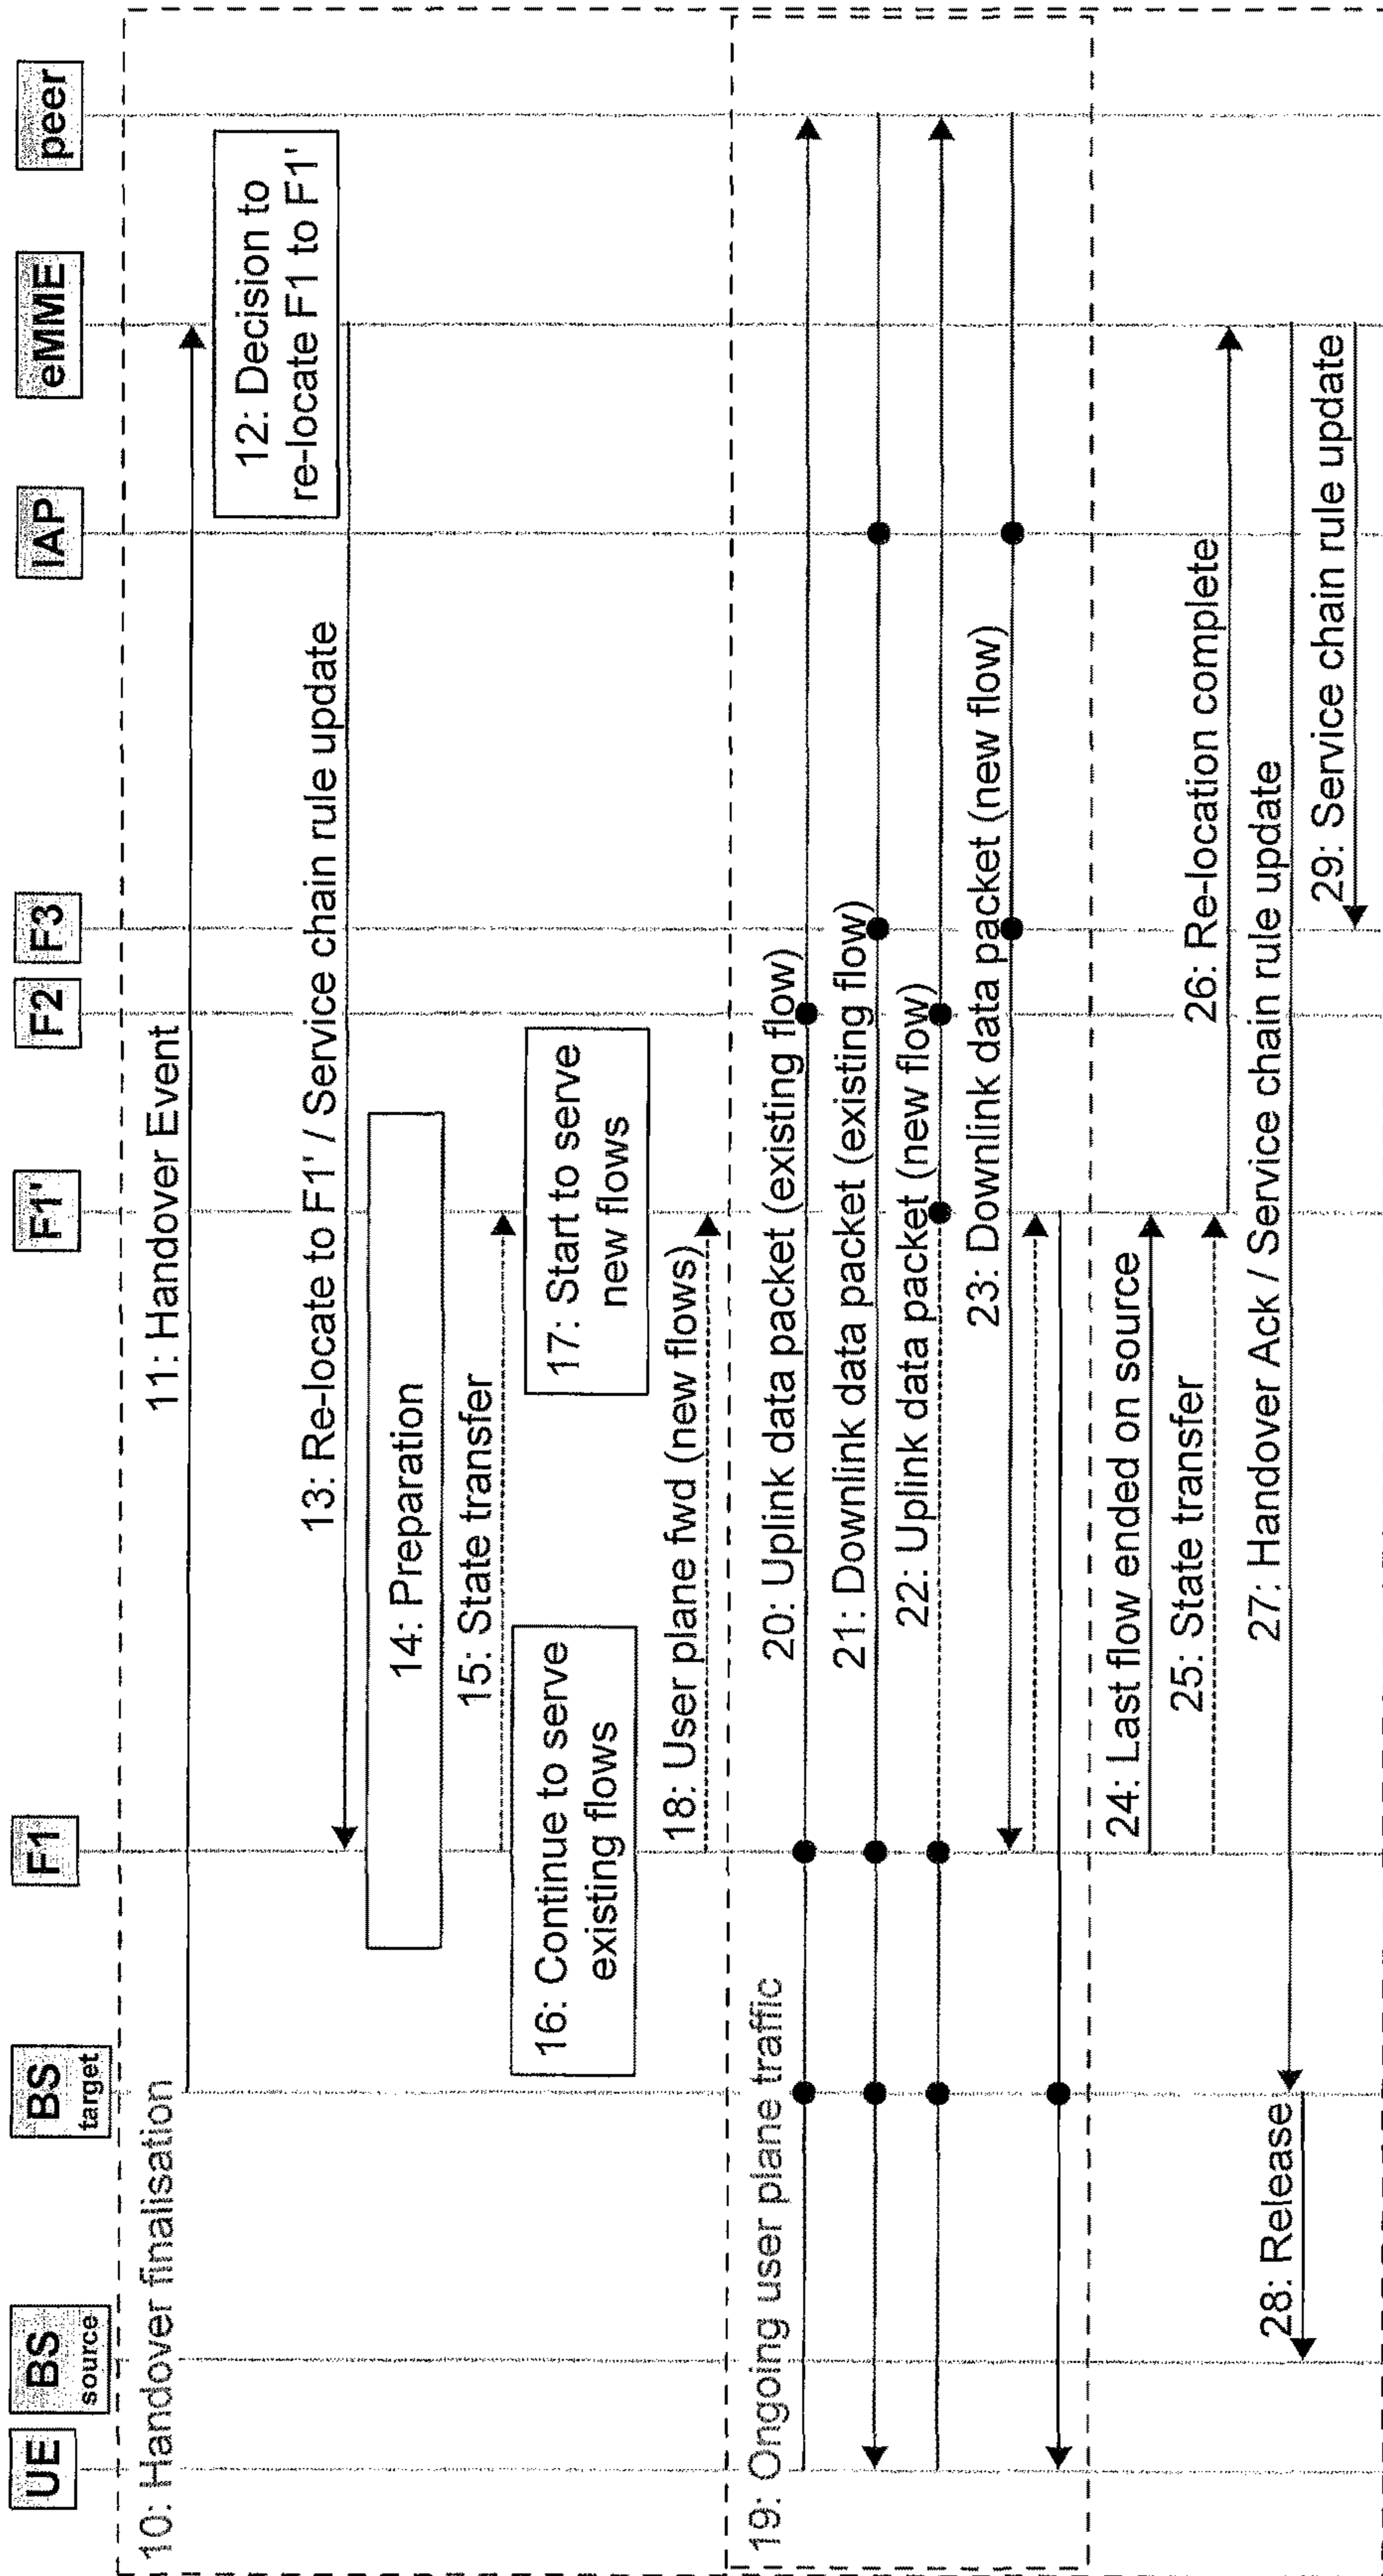 UE
BS
source
BS
target
F1
F1'
F2
F3
IAP
eMME
peer
10: Handover finalisation
11: Handover Event
12: Decision to
re-locate F1 to F1'
13: Re-locate to F1' / Service chain rule update
14: Preparation
15: State transfer
16: Continue to serve
existing flows
17: Start to serve
new flows
18: User plane fwd (new flows)
19: Ongoing user plane traffic
20: Uplink data packet (existing flow)
21: Downlink data packet (existing flow)
22: Uplink data packet (new flow)
23: Downlink data packet (new flow)
24: Last flow ended on source
25: State transfer
26: Re-location complete
27: Handover Ack / Service chain rule update
28: Release
29: Service chain rule update